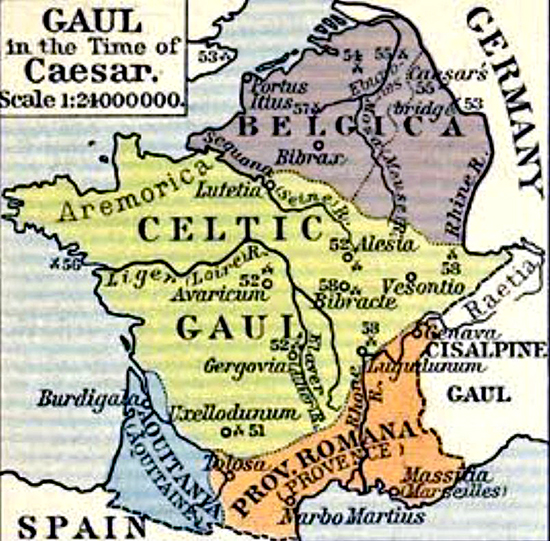 GAUL
in the Time of
Caesar.
Scale 1:24000000.
GERMANY
53
54
55
Caesar's
55
bridge
53
Portus
Itius
57
BELGICA
Bibrax
Mouse R.
Rhine R.
Sequana
(Seine) R.
Lutetia
Aremorica
CELTIC
52
Alesia
56
Liger (Loire) R.
52
Avaricum
58
Bibracte
Vesontio
58
Raetia
GAUL
52
Gergovia
Elaver
(Allier) R.
58
Genava
CISALPINE
GAUL
Lugudunum
Rhone
R.
Burdigala
Uxellodunum
51
AQUITANIA
(AQUITAINE)
Tolosa
PROV. ROMANA
(PROVENCE)
Massilia
(Marseilles)
Narbo Martius
SPAIN